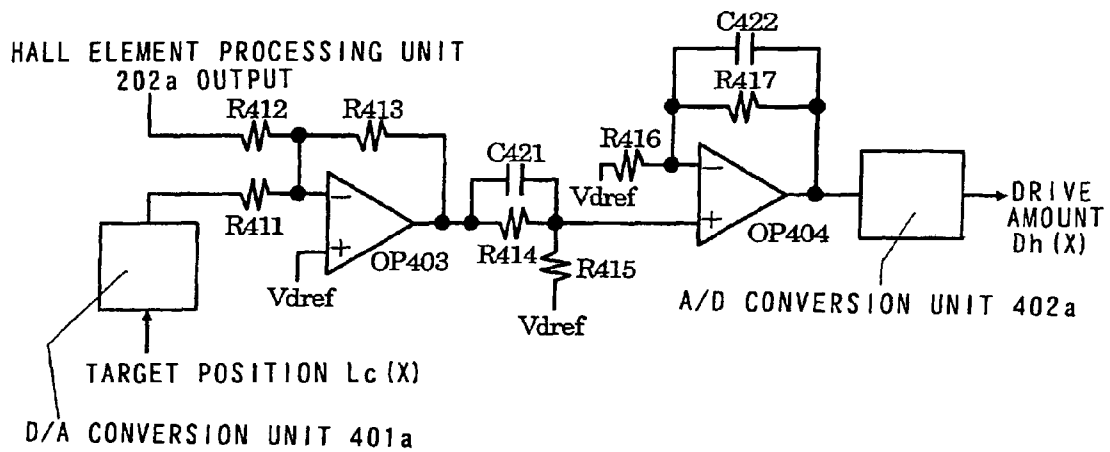 C422
HALL ELEMENT PROCESSING UNIT
202a OUTPUT
R417
R412
R413
R416
C421
Vdref
R411
OP403
R414
OP404
DRIVE
AMOUNT
Dh(X)
Vdref
R415
Vdref
A/D CONVERSION UNIT 402a
TARGET POSITION Lc(X)
D/A CONVERSION UNIT 401a